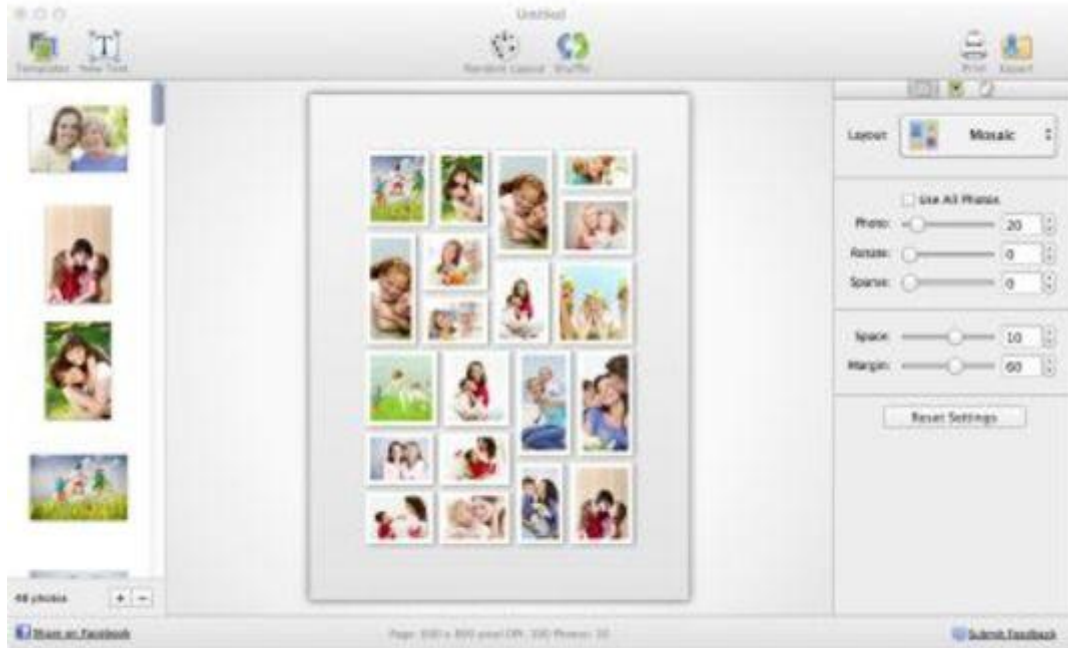 Untitled
Templates New Text Random Layout Shuffle Print Export
Layout: Mosaic
Use All Photos
Photo: 20
Rotate: 0
Sparse: 0
Space: 10
Margin: 60
Reset Settings
48 photos + -
Share on Facebook
Submit Feedback